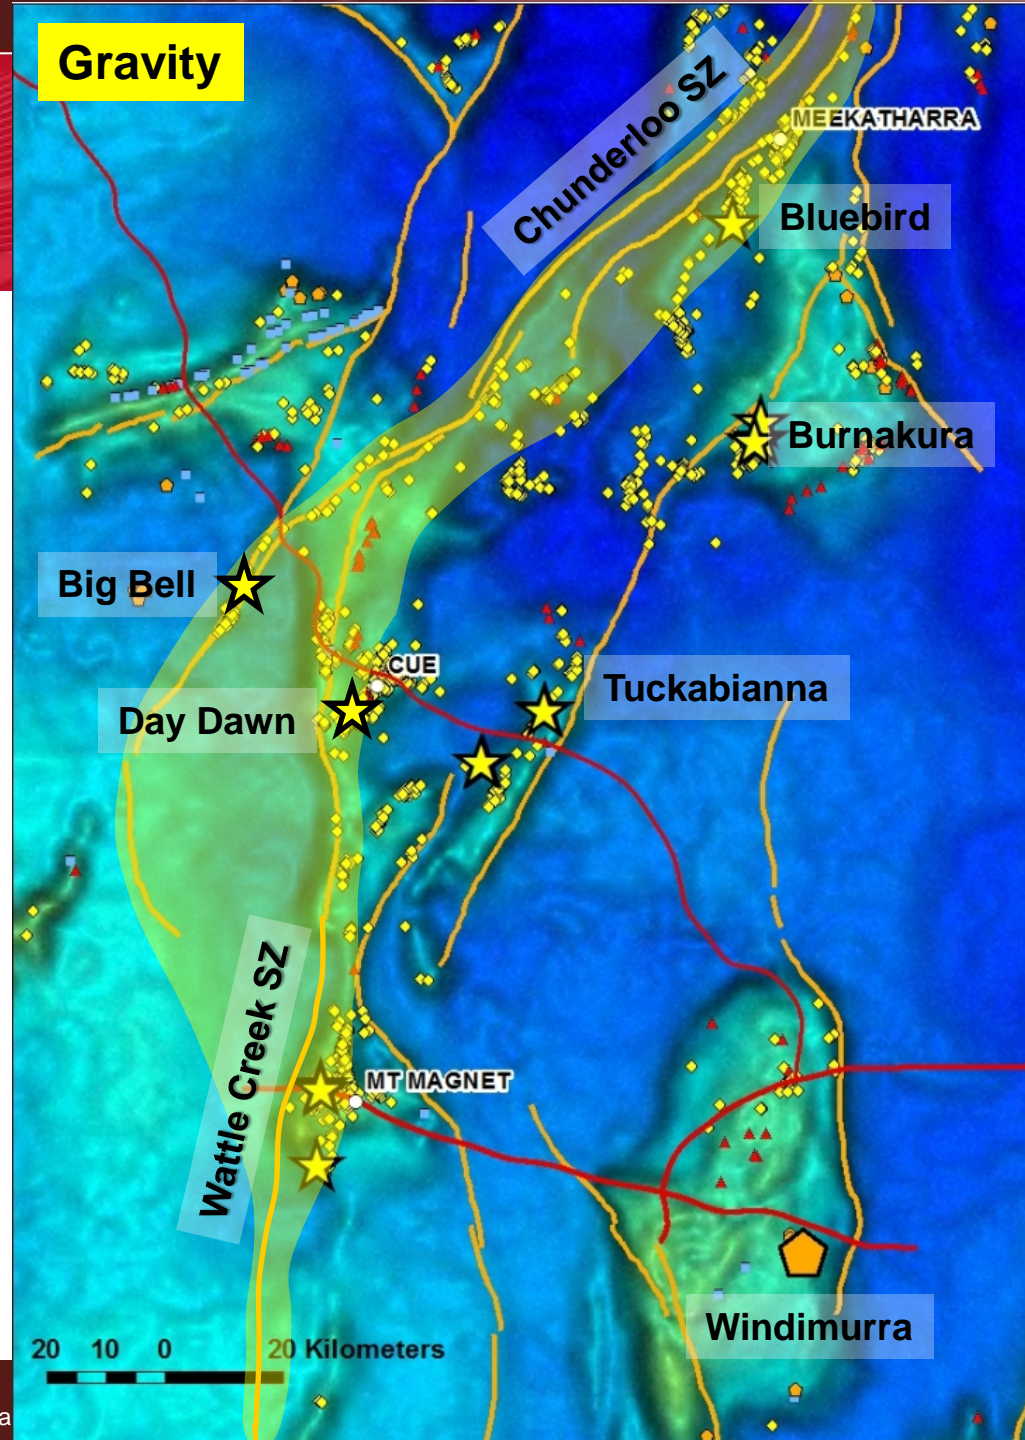 Gravity
Chunderloo SZ
MEEKATHARRA
Bluebird
Burnakura
Big Bell
CUE
Tuckabianna
Day Dawn
Wattle Creek SZ
MT MAGNET
Windimurra
20 10 0 20 Kilometers
a